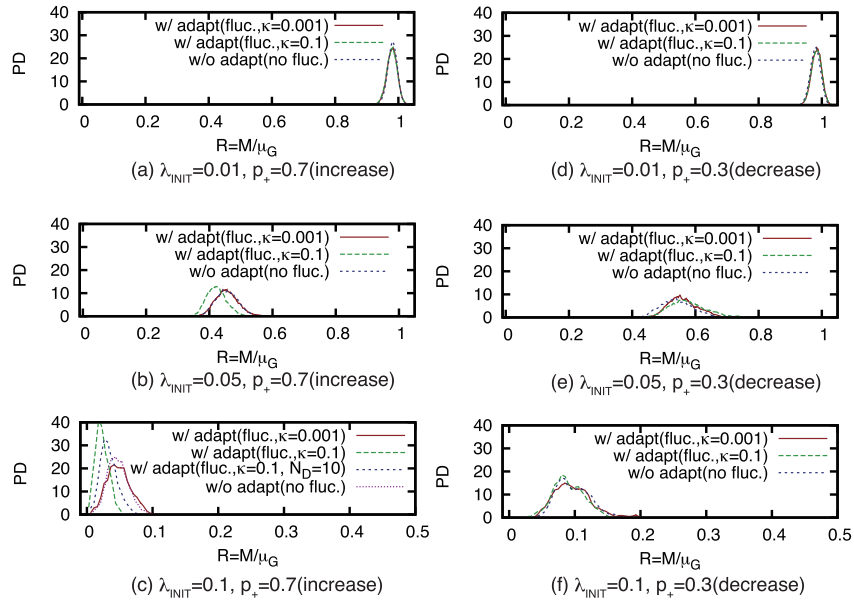 40
30
20
10
0
PD
w/ adapt(fluc.,κ=0.001)
w/ adapt(fluc.,κ=0.1)
w/o adapt(no fluc.)
0 0.2 0.4 0.6 0.8 1
R=M/μG
(a) λINIT=0.01, p+=0.7(increase)
40
30
20
10
0
PD
w/ adapt(fluc.,κ=0.001)
w/ adapt(fluc.,κ=0.1)
w/o adapt(no fluc.)
0 0.2 0.4 0.6 0.8 1
R=M/μG
(d) λINIT=0.01, p+=0.3(decrease)
40
30
20
10
0
PD
w/ adapt(fluc.,κ=0.001)
w/ adapt(fluc.,κ=0.1)
w/o adapt(no fluc.)
0 0.2 0.4 0.6 0.8 1
R=M/μG
(b) λINIT=0.05, p+=0.7(increase)
40
30
20
10
0
PD
w/ adapt(fluc.,κ=0.001)
w/ adapt(fluc.,κ=0.1)
w/o adapt(no fluc.)
0 0.2 0.4 0.6 0.8 1
R=M/μG
(e) λINIT=0.05, p+=0.3(decrease)
40
30
20
10
0
PD
w/ adapt(fluc.,κ=0.001)
w/ adapt(fluc.,κ=0.1)
w/ adapt(fluc.,κ=0.1, ND=10)
w/o adapt(no fluc.)
0 0.1 0.2 0.3 0.4 0.5
R=M/μG
(c) λINIT=0.1, p+=0.7(increase)
40
30
20
10
0
PD
w/ adapt(fluc.,κ=0.001)
w/ adapt(fluc.,κ=0.1)
w/o adapt(no fluc.)
0 0.1 0.2 0.3 0.4 0.5
R=M/μG
(f) λINIT=0.1, p+=0.3(decrease)